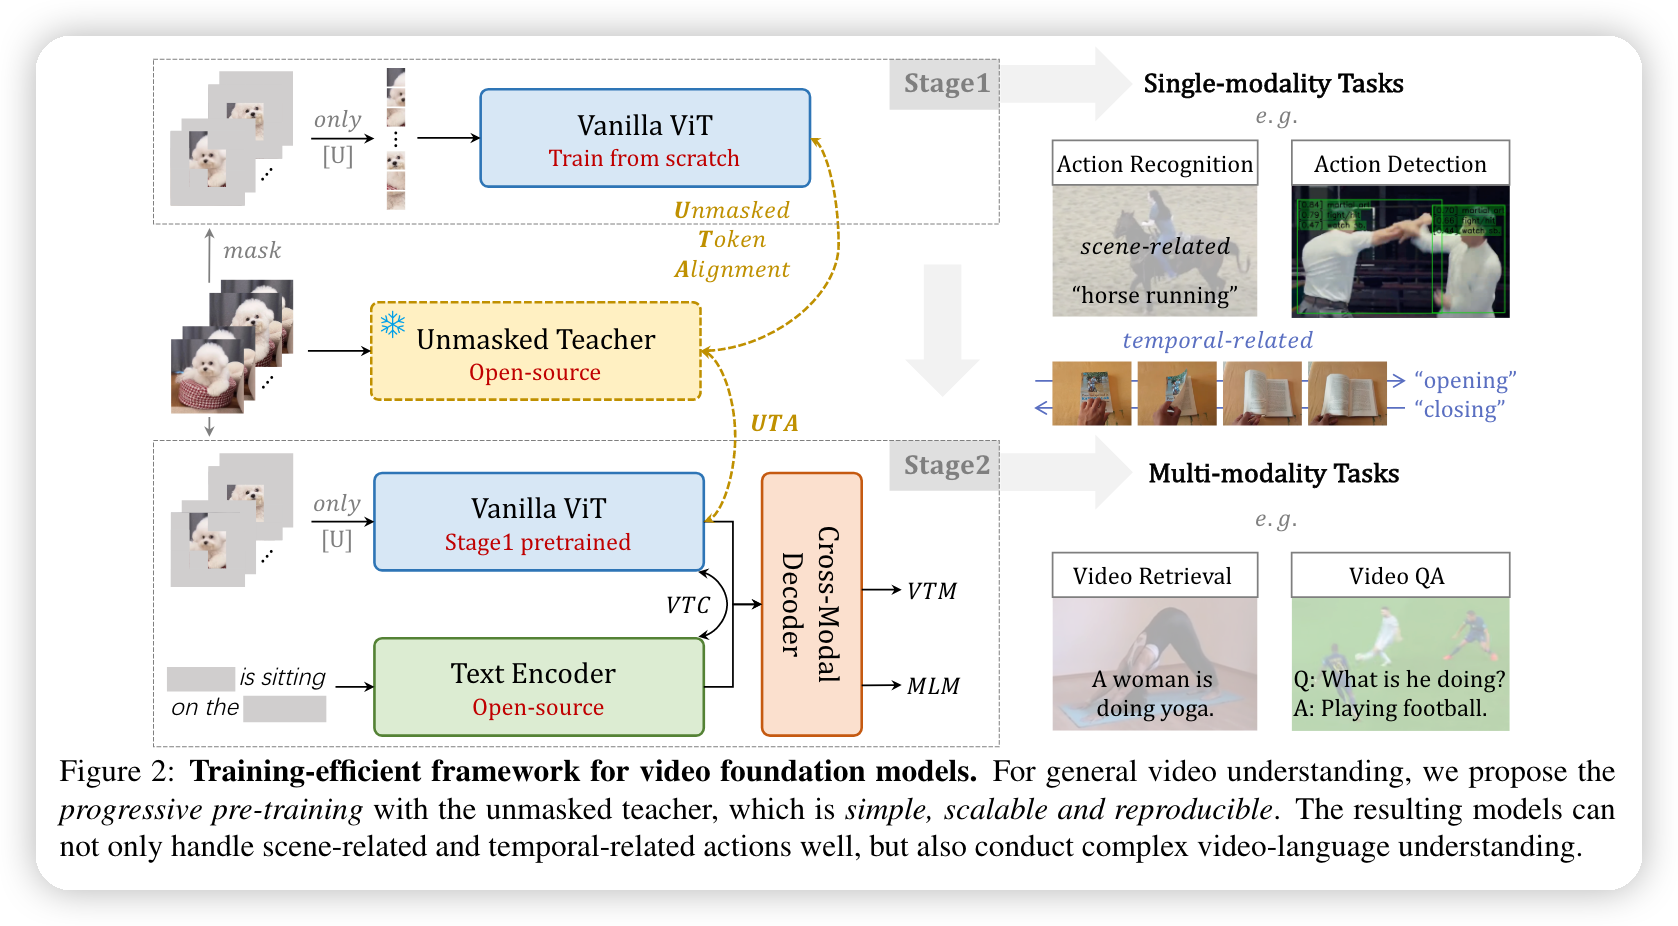 Stage1
only
[U]
Vanilla ViT
Train from scratch
Unmasked
Token
Alignment
mask
Unmasked Teacher
Open-source
UTA
Stage2
only
[U]
Vanilla ViT
Stage1 pretrained
VTC
is sitting
on the
Text Encoder
Open-source
Cross-Modal
Decoder
VTM
MLM
Single-modality Tasks
e.g.
Action Recognition
scene-related
“horse running”
Action Detection
temporal-related
“opening”
“closing”
Multi-modality Tasks
e.g.
Video Retrieval
A woman is
doing yoga.
Video QA
Q: What is he doing?
A: Playing football.
Figure 2: Training-efficient framework for video foundation models. For general video understanding, we propose the
progressive pre-training with the unmasked teacher, which is simple, scalable and reproducible. The resulting models can
not only handle scene-related and temporal-related actions well, but also conduct complex video-language understanding.